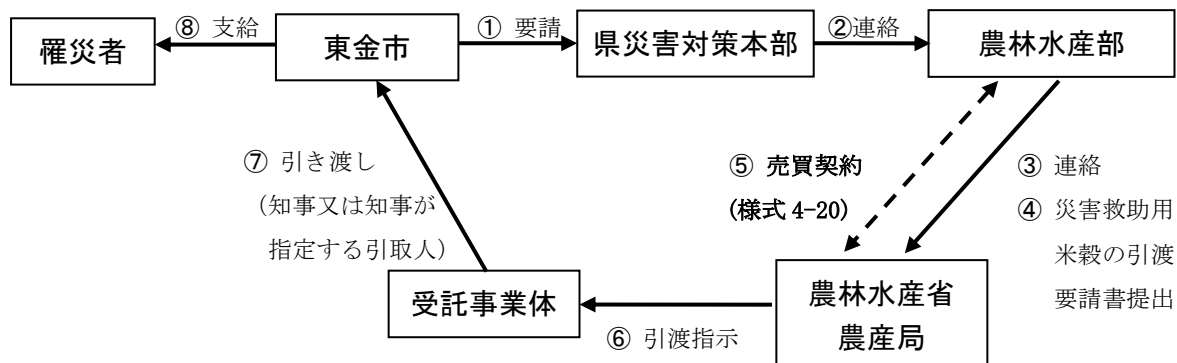 罹災者
⑧ 支給
東金市
① 要請
県災害対策本部
②連絡
農林水産部
⑦ 引き渡し
（知事又は知事が
指定する引取人）
⑤ 売買契約
(様式 4-20)
③ 連絡
④ 災害救助用
米穀の引渡
要請書提出
受託事業体
⑥ 引渡指示
農林水産省
農産局